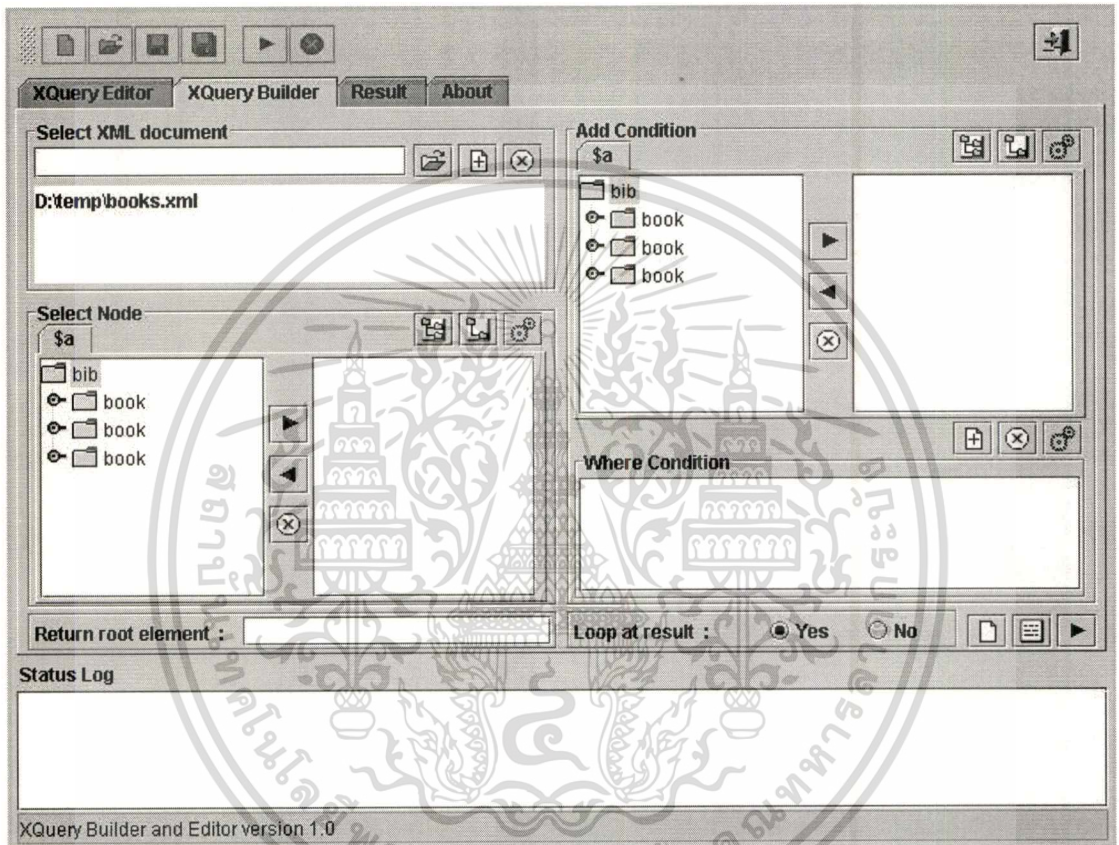 XQuery Editor XQuery Builder Result About
Select XML document
D:\temp\books.xml
Select Node
$a
bib
book
book
book
Add Condition
$a
bib
book
book
book
Where Condition
Return root element :
Loop at result : Yes No
Status Log
XQuery Builder and Editor version 1.0